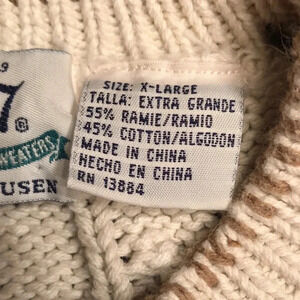 7®
SWEATERS
USEN
SIZE: X-LARGE
TALLA: EXTRA GRANDE
55% RAMIE/RAMIO
45% COTTON/ALGODON
MADE IN CHINA
HECHO EN CHINA
RN 13884